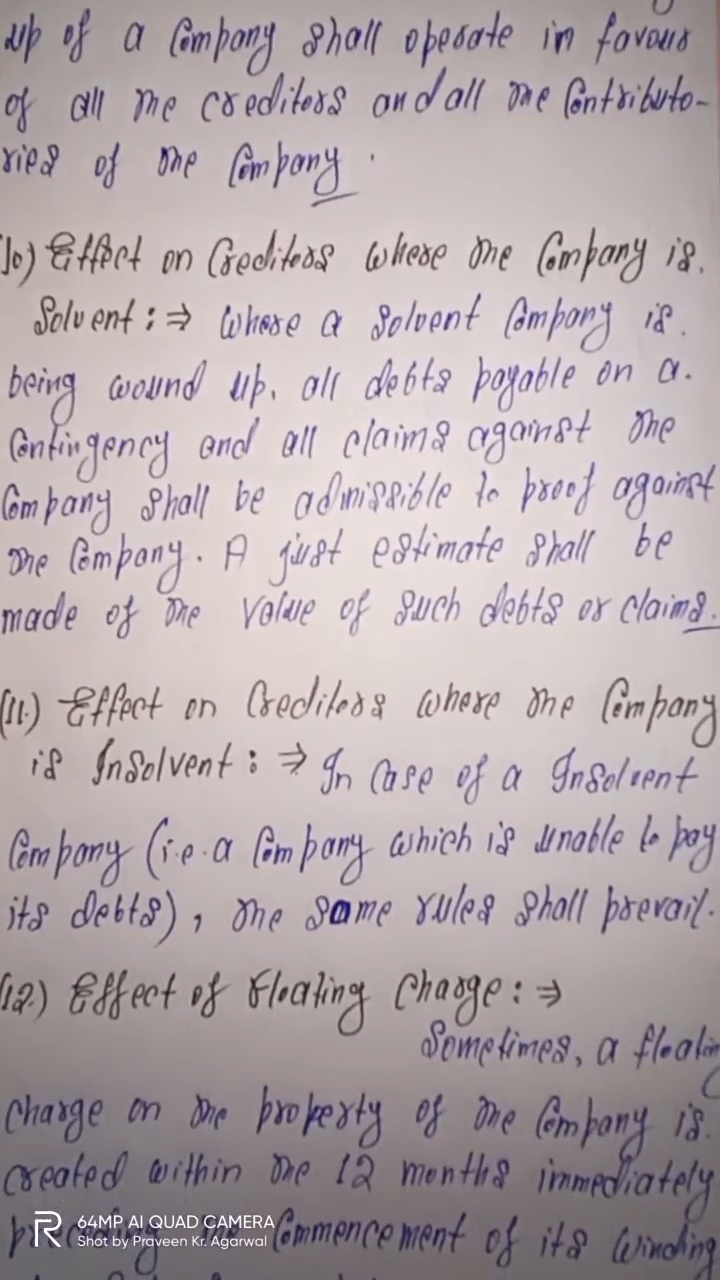 up of a Company shall operate in favour
of all the creditors and all the Contributo-
ries of the Company.
(10) Effect on Creditors where the Company is.
Solvent :⇒ Where a Solvent Company is.
being wound up, all debts payable on a.
Contingency and all claims against the
Company shall be admissible to proof against
the Company. A just estimate shall be
made of the value of such debts or claims.
(11.) Effect on Creditors where the Company
is Insolvent :⇒ In Case of a Insolvent
Company (i.e. a Company which is unable to pay
its debts), the same rules shall prevail.
(12.) Effect of Floating Charge :⇒
Sometimes, a floatin
charge on the property of the Company is.
created within the 12 months immediately
Commencement of its Winding
64MP AI QUAD CAMERA
Shot by Praveen Kr. Agarwal